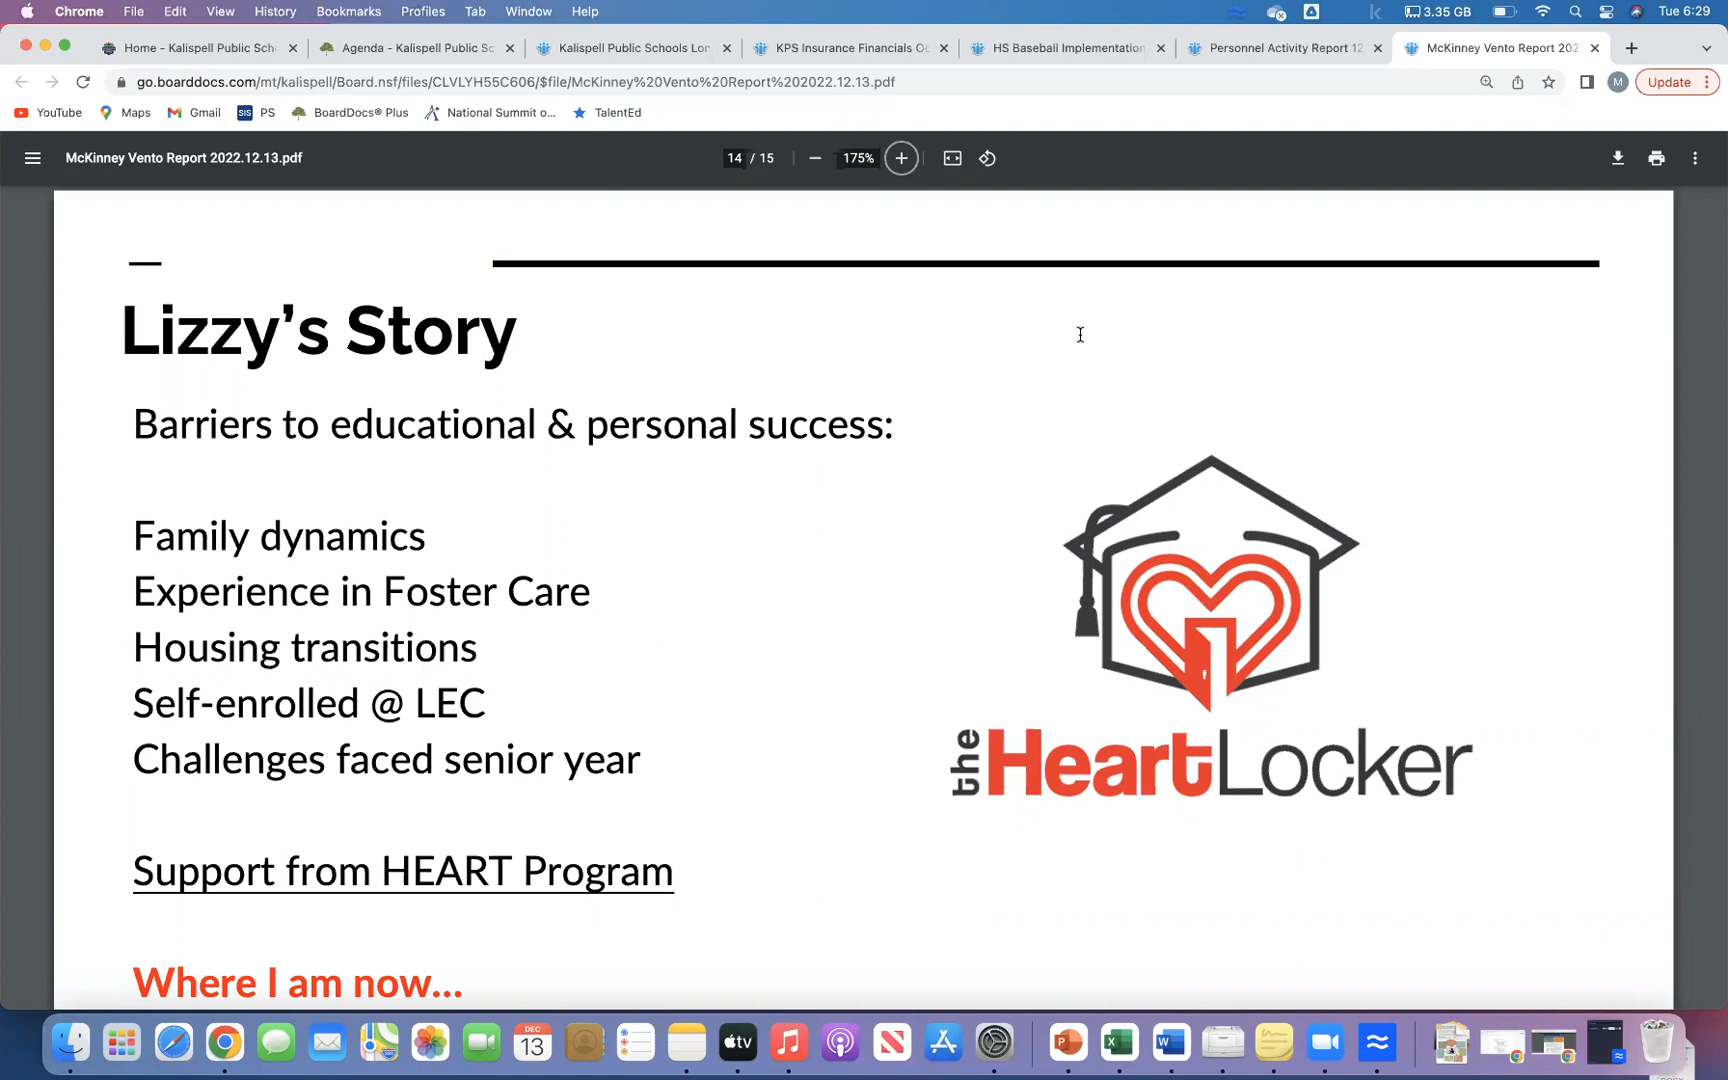 Chrome File Edit View History Bookmarks Profiles Tab Window Help 3.35 GB Tue 6:29
Home - Kalispell Public Sch Agenda - Kalispell Public Sc Kalispell Public Schools Lon KPS Insurance Financials Oc HS Baseball Implementation Personnel Activity Report 12 McKinney Vento Report 202
go.boarddocs.com/mt/kalispell/Board.nsf/files/CLVLYH55C606/$file/McKinney%20Vento%20Report%202022.12.13.pdf M Update
YouTube Maps Gmail SIS PS BoardDocs® Plus National Summit o... TalentEd
McKinney Vento Report 2022.12.13.pdf 14 / 15 175%
Lizzy's Story
Barriers to educational & personal success:
Family dynamics
Experience in Foster Care
Housing transitions
Self-enrolled @ LEC
Challenges faced senior year
Support from HEART Program
Where I am now...
the HeartLocker
DEC
13
tv